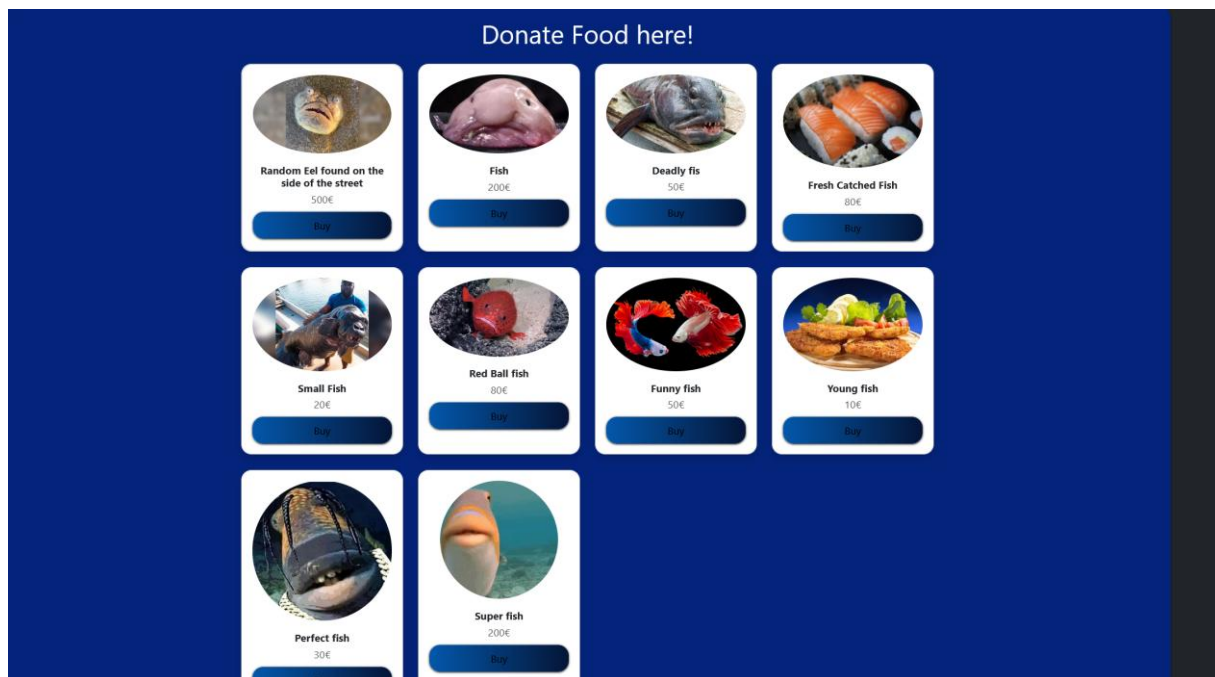 Donate Food here!
Random Eel found on the
side of the street
500€
Buy
Fish
200€
Buy
Deadly fis
50€
Buy
Fresh Catched Fish
80€
Buy
Small Fish
20€
Buy
Red Ball fish
80€
Buy
Funny fish
50€
Buy
Young fish
10€
Buy
Perfect fish
30€
Super fish
200€
Buy